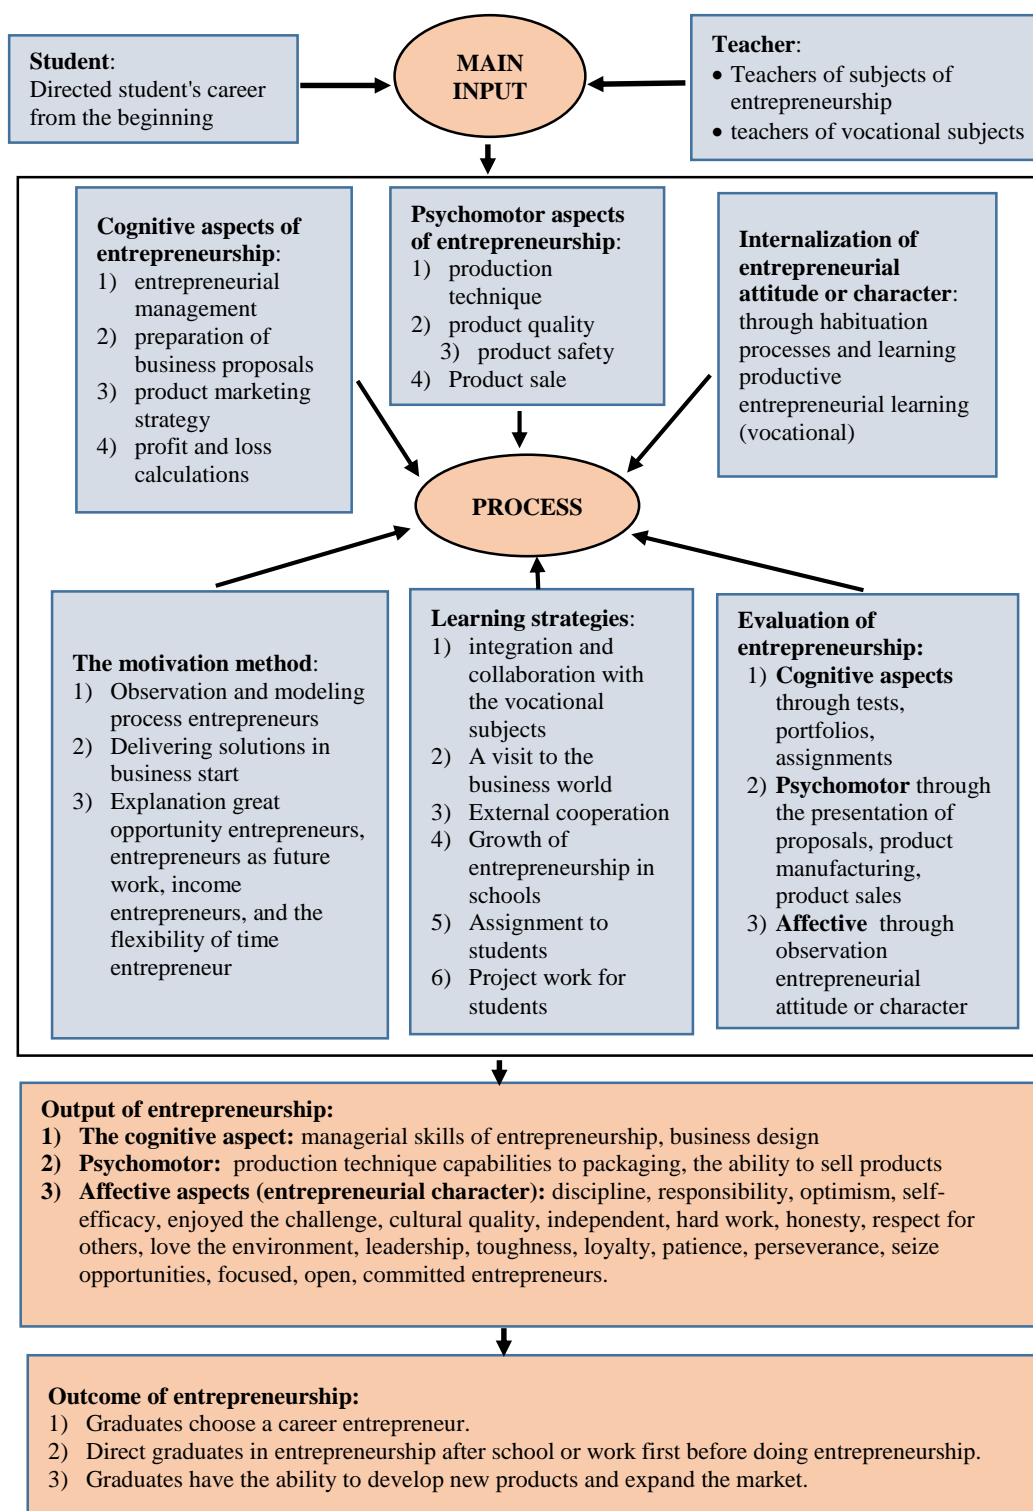 Student:
Directed student's career
from the beginning
MAIN
INPUT
Teacher:
• Teachers of subjects of
entrepreneurship
• teachers of vocational subjects
Cognitive aspects of
entrepreneurship:
1) entrepreneurial
management
2) preparation of
business proposals
3) product marketing
strategy
4) profit and loss
calculations
Psychomotor aspects
of entrepreneurship:
1) production
technique
2) product quality
3) product safety
4) Product sale
Internalization of
entrepreneurial
attitude or character:
through habituation
processes and learning
productive
entrepreneurial learning
(vocational)
PROCESS
The motivation method:
1) Observation and modeling
process entrepreneurs
2) Delivering solutions in
business start
3) Explanation great
opportunity entrepreneurs,
entrepreneurs as future
work, income
entrepreneurs, and the
flexibility of time
entrepreneur
Learning strategies:
1) integration and
collaboration with
the vocational
subjects
2) A visit to the
business world
3) External cooperation
4) Growth of
entrepreneurship in
schools
5) Assignment to
students
6) Project work for
students
Evaluation of
entrepreneurship:
1) Cognitive aspects
through tests,
portfolios,
assignments
2) Psychomotor through
the presentation of
proposals, product
manufacturing,
product sales
3) Affective through
observation
entrepreneurial
attitude or character
Output of entrepreneurship:
1) The cognitive aspect: managerial skills of entrepreneurship, business design
2) Psychomotor: production technique capabilities to packaging, the ability to sell products
3) Affective aspects (entrepreneurial character): discipline, responsibility, optimism, self-
efficacy, enjoyed the challenge, cultural quality, independent, hard work, honesty, respect for
others, love the environment, leadership, toughness, loyalty, patience, perseverance, seize
opportunities, focused, open, committed entrepreneurs.
Outcome of entrepreneurship:
1) Graduates choose a career entrepreneur.
2) Direct graduates in entrepreneurship after school or work first before doing entrepreneurship.
3) Graduates have the ability to develop new products and expand the market.